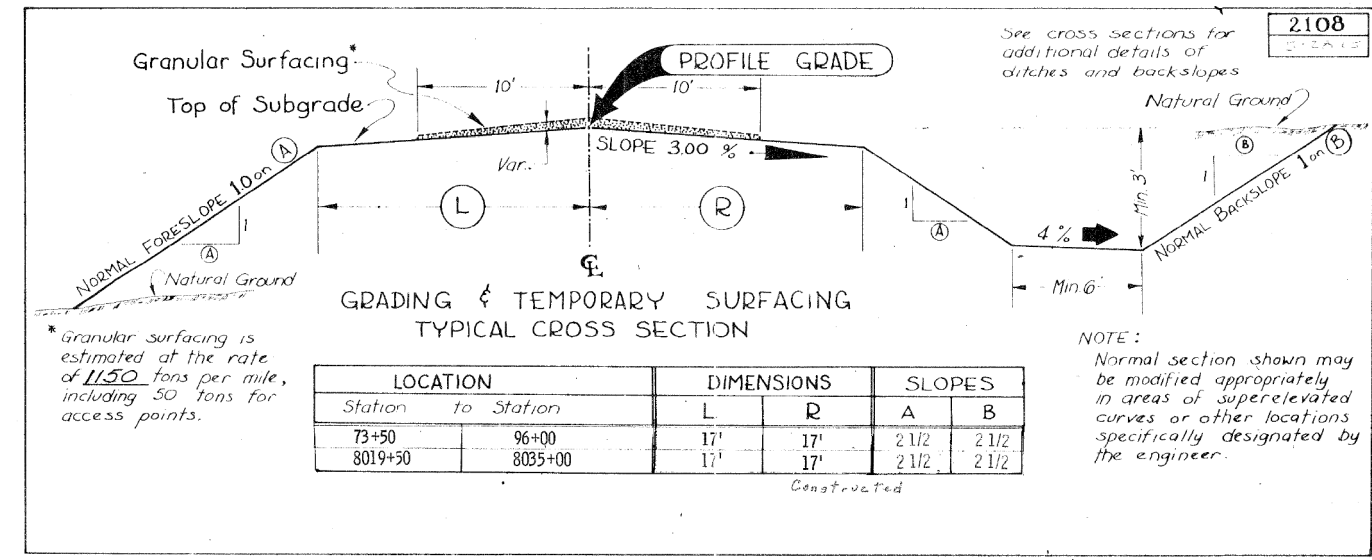 See cross sections for
additional details of
ditches and backslopes
2108
Granular Surfacing*
Top of Subgrade
PROFILE GRADE
Natural Ground
10'
10'
Var.
SLOPE 3.00 %
L
R
NORMAL FORESLOPE 1.0 on A
1
A
Natural Ground
1
A
4 %
Min. 6'
Min. 3'
B
1
NORMAL BACKSLOPE 1 on B
℄
GRADING & TEMPORARY SURFACING
TYPICAL CROSS SECTION
* Granular surfacing is
estimated at the rate
of 1150 tons per mile,
including 50 tons for
access points.
NOTE:
Normal section shown may
be modified appropriately
in areas of superelevated
curves or other locations
specifically designated by
the engineer.
LOCATION DIMENSIONS SLOPES
Station to Station L R A B
73+50 96+00 17' 17' 2 1/2 2 1/2
8019+50 8035+00 17' 17' 2 1/2 2 1/2
Constructed